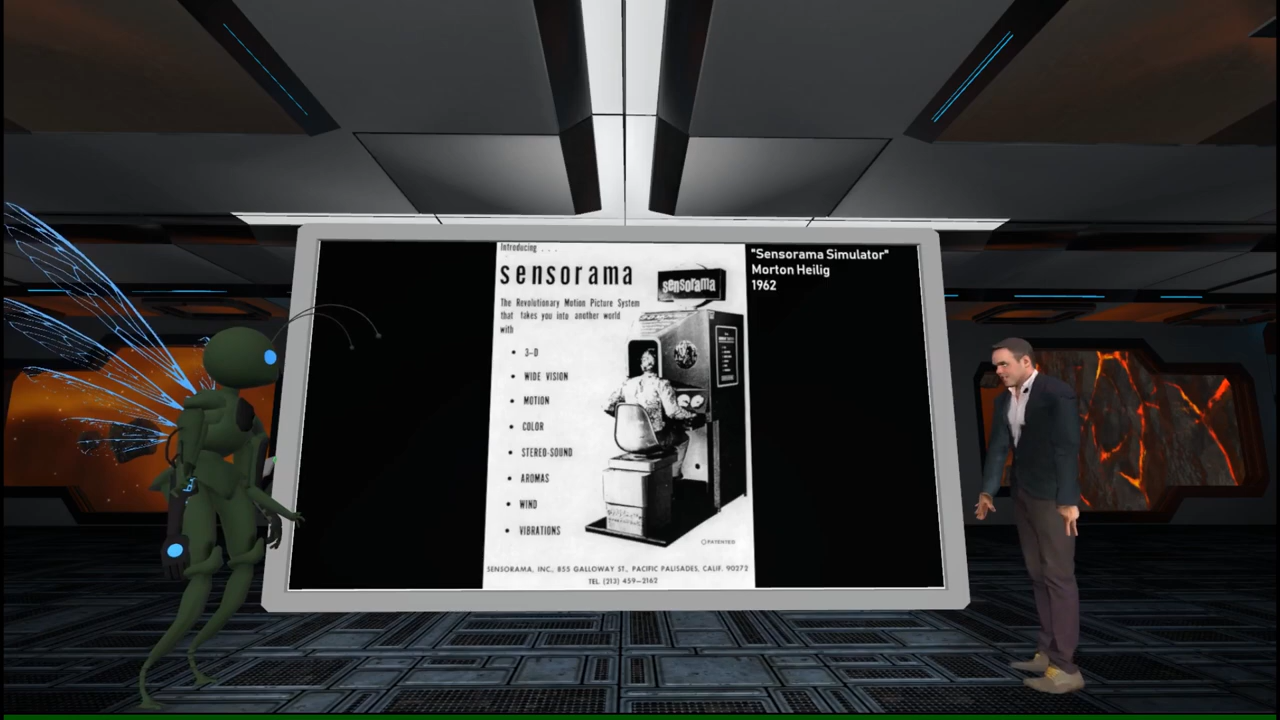 Introducing . . .
sensorama
The Revolutionary Motion Picture System
that takes you into another world
with
• 3-D
• WIDE VISION
• MOTION
• COLOR
• STEREO-SOUND
• AROMAS
• WIND
• VIBRATIONS
sensorama
PATENTED
SENSORAMA, INC., 855 GALLOWAY ST., PACIFIC PALISADES, CALIF. 90272
TEL. (213) 459-2162
"Sensorama Simulator"
Morton Heilig
1962